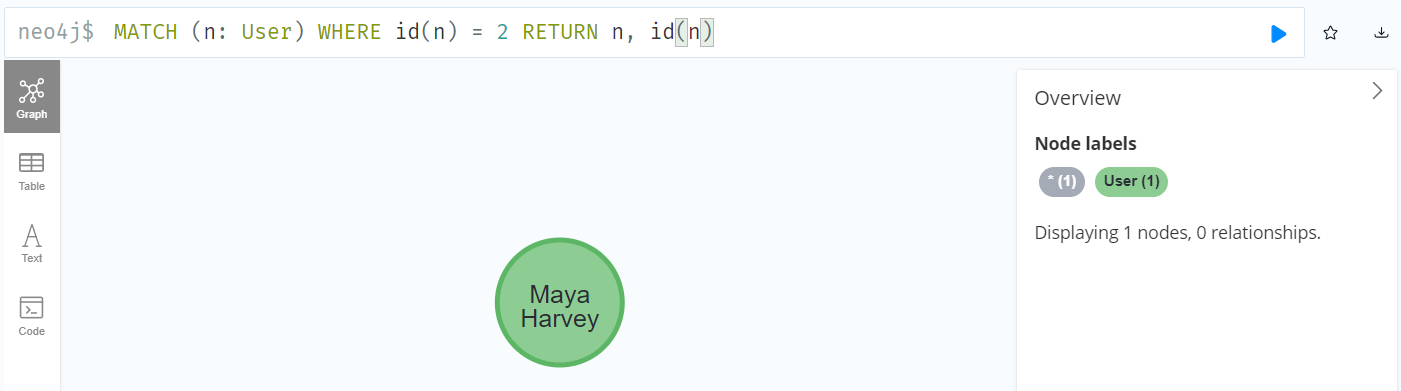 neo4j$ MATCH (n: User) WHERE id(n) = 2 RETURN n, id(n)
Graph
Table
Text
Code
Maya
Harvey
Overview
Node labels
* (1) User (1)
Displaying 1 nodes, 0 relationships.